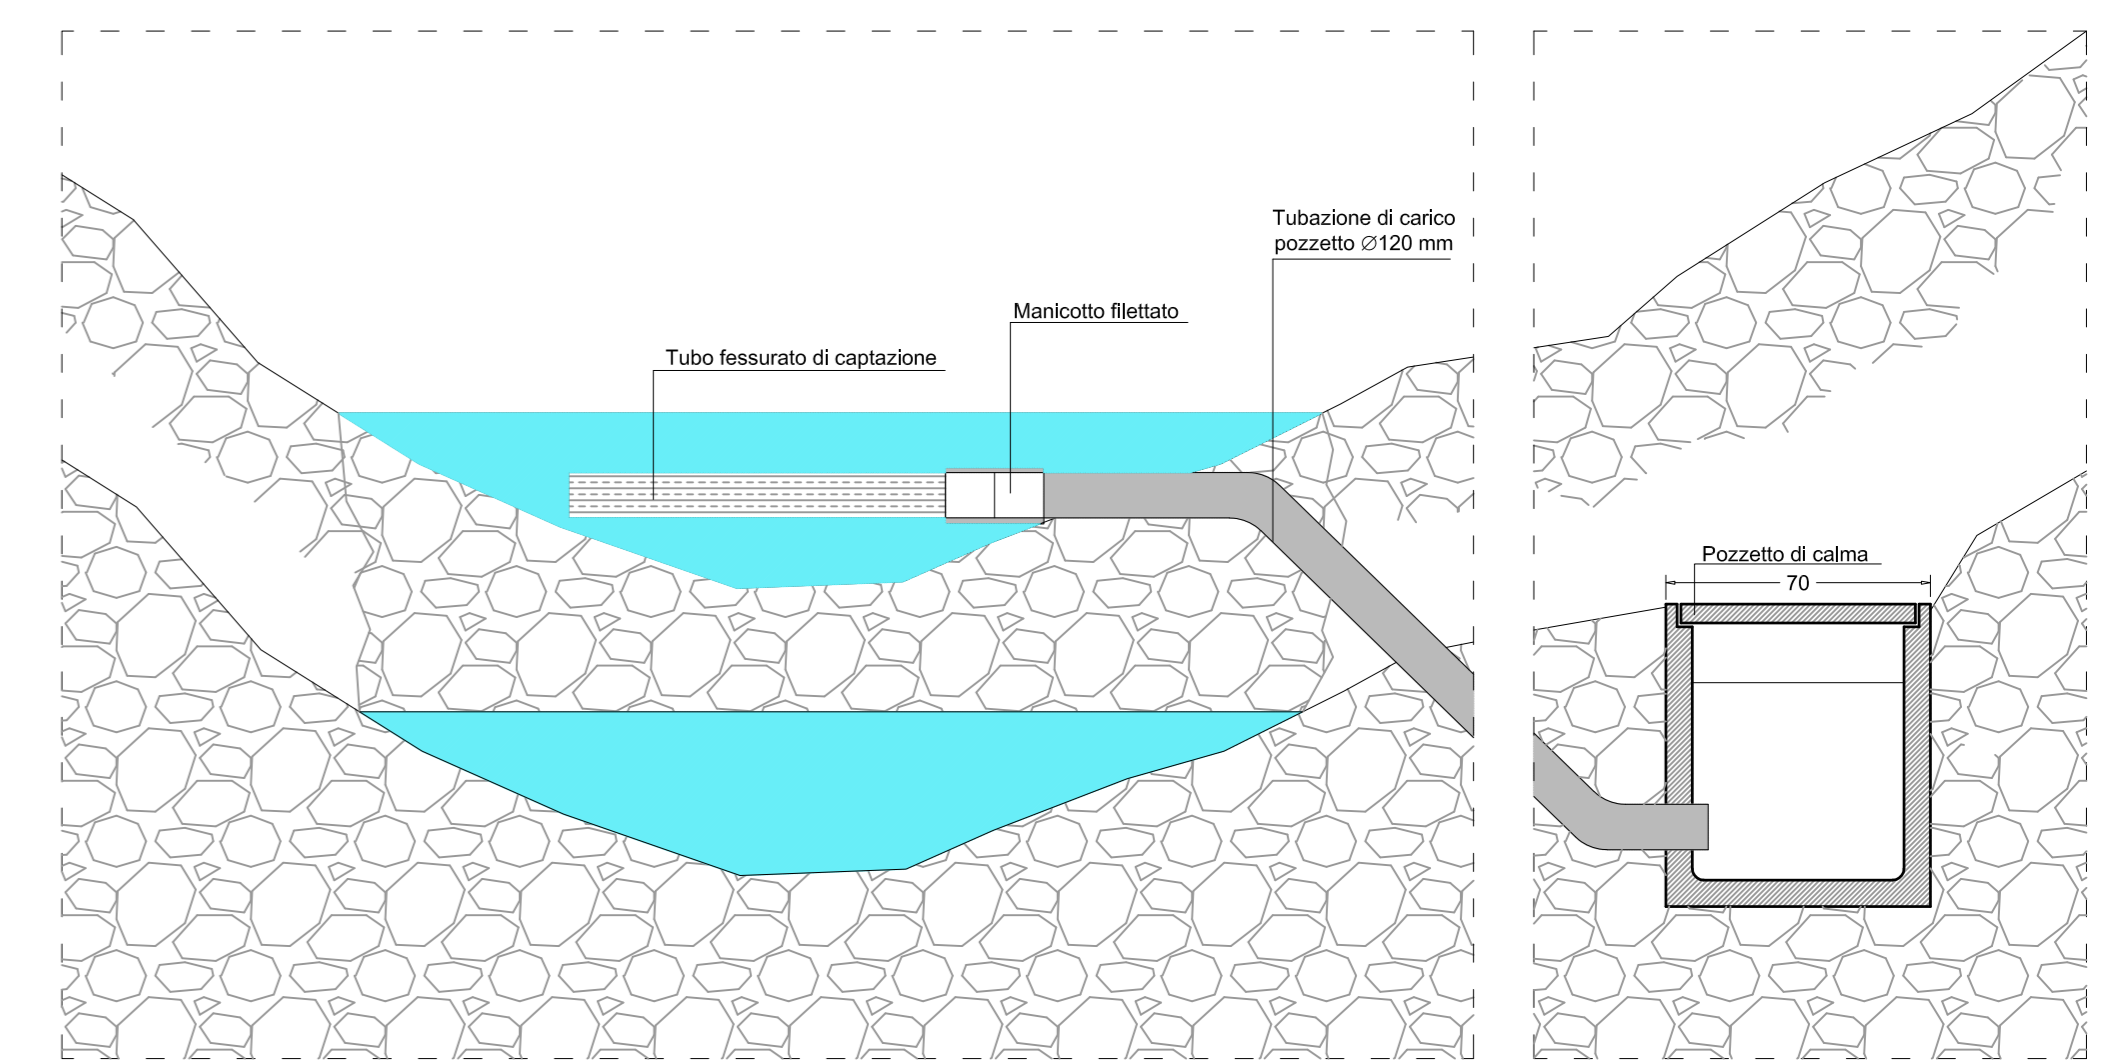 Tubazione di carico
pozzetto ∅120 mm
Manicotto filettato
Tubo fessurato di captazione
Pozzetto di calma
70